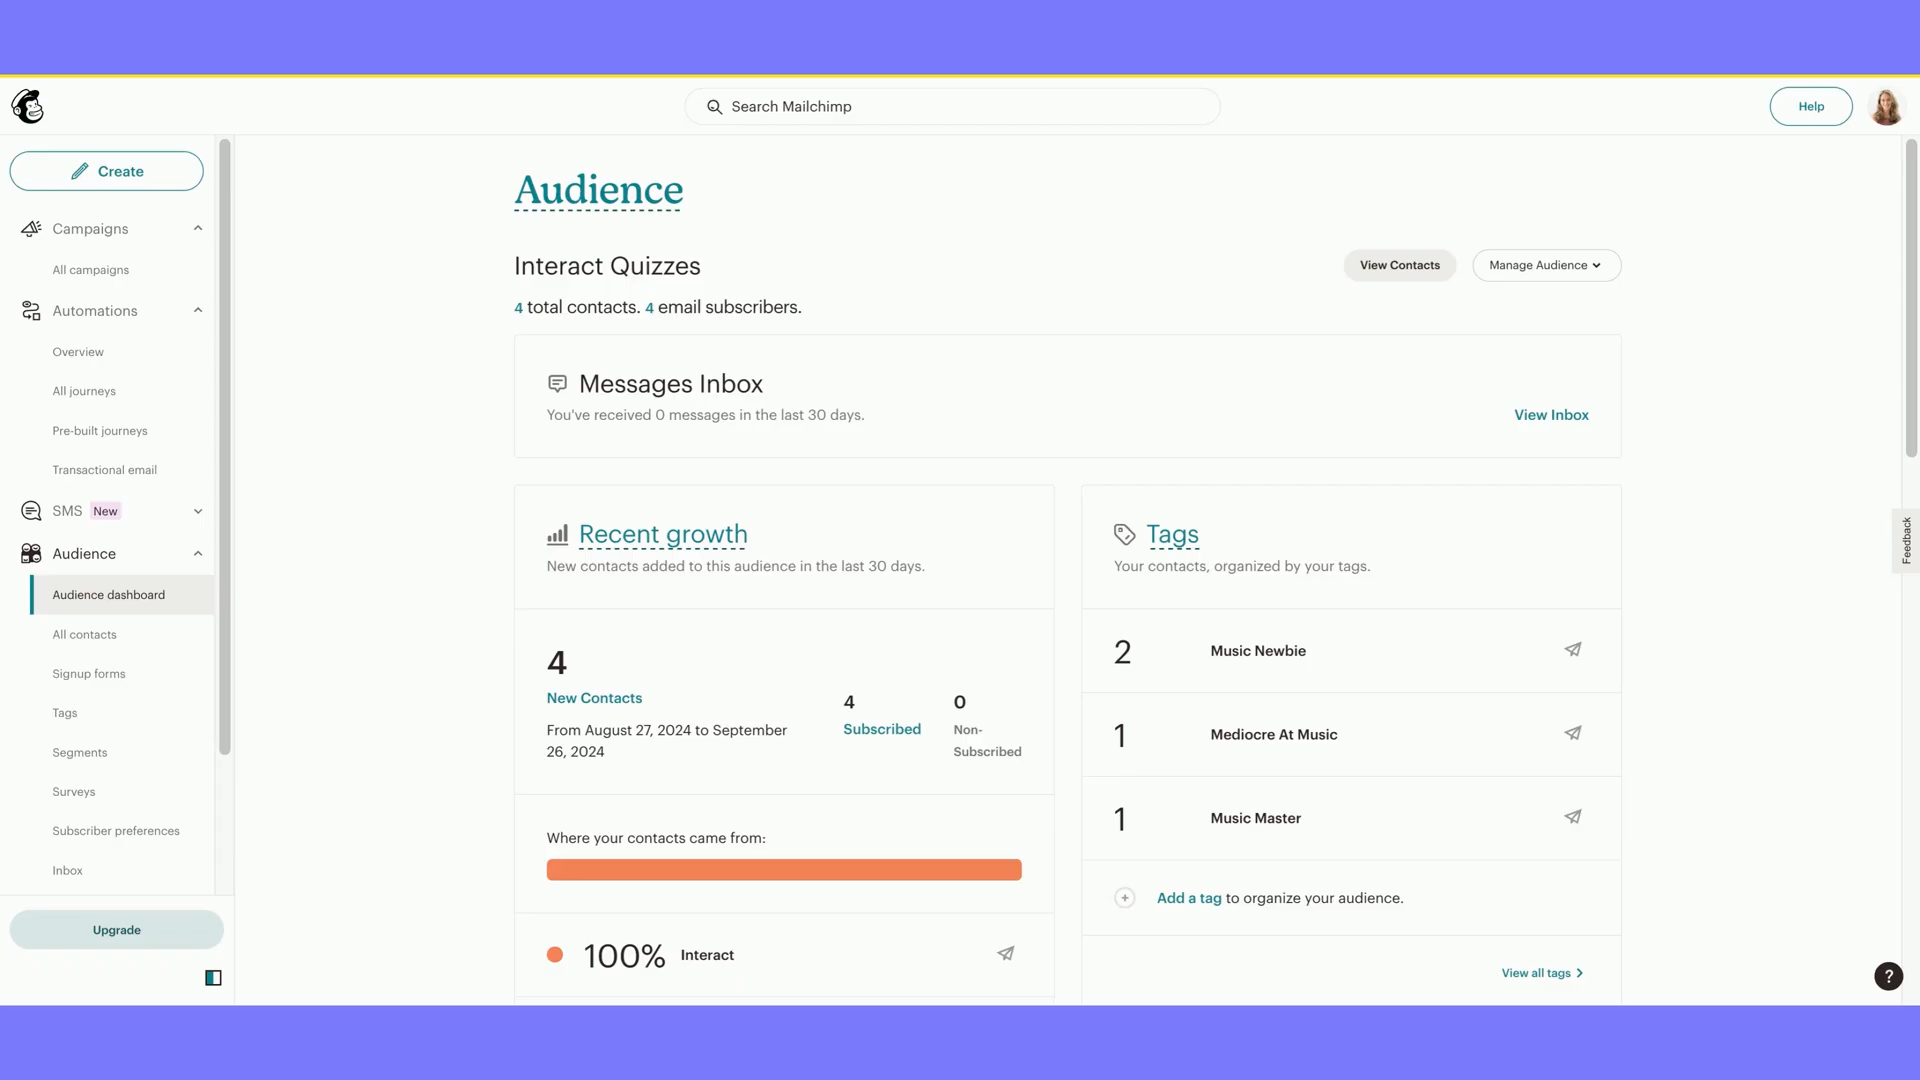 Search Mailchimp
Help
Create
Campaigns
All campaigns
Automations
Overview
All journeys
Pre-built journeys
Transactional email
SMS New
Audience
Audience dashboard
All contacts
Signup forms
Tags
Segments
Surveys
Subscriber preferences
Inbox
Upgrade
Audience
Interact Quizzes
View Contacts
Manage Audience
4 total contacts. 4 email subscribers.
Messages Inbox
You've received 0 messages in the last 30 days.
View Inbox
Recent growth
New contacts added to this audience in the last 30 days.
4
New Contacts
From August 27, 2024 to September
26, 2024
4
Subscribed
0
Non-
Subscribed
Where your contacts came from:
100% Interact
Tags
Your contacts, organized by your tags.
2 Music Newbie
1 Mediocre At Music
1 Music Master
Add a tag to organize your audience.
View all tags
Feedback
?